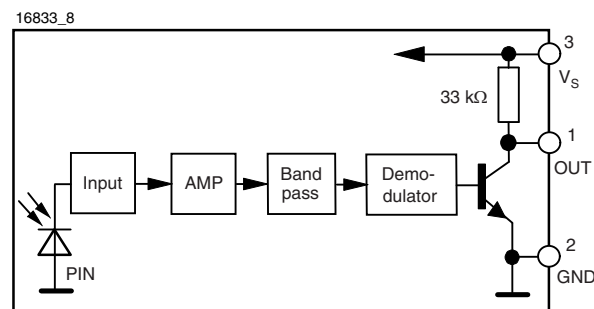 16833_8
3
V_S
33 kΩ
1
OUT
Input
AMP
Band
pass
Demo-
dulator
2
GND
PIN